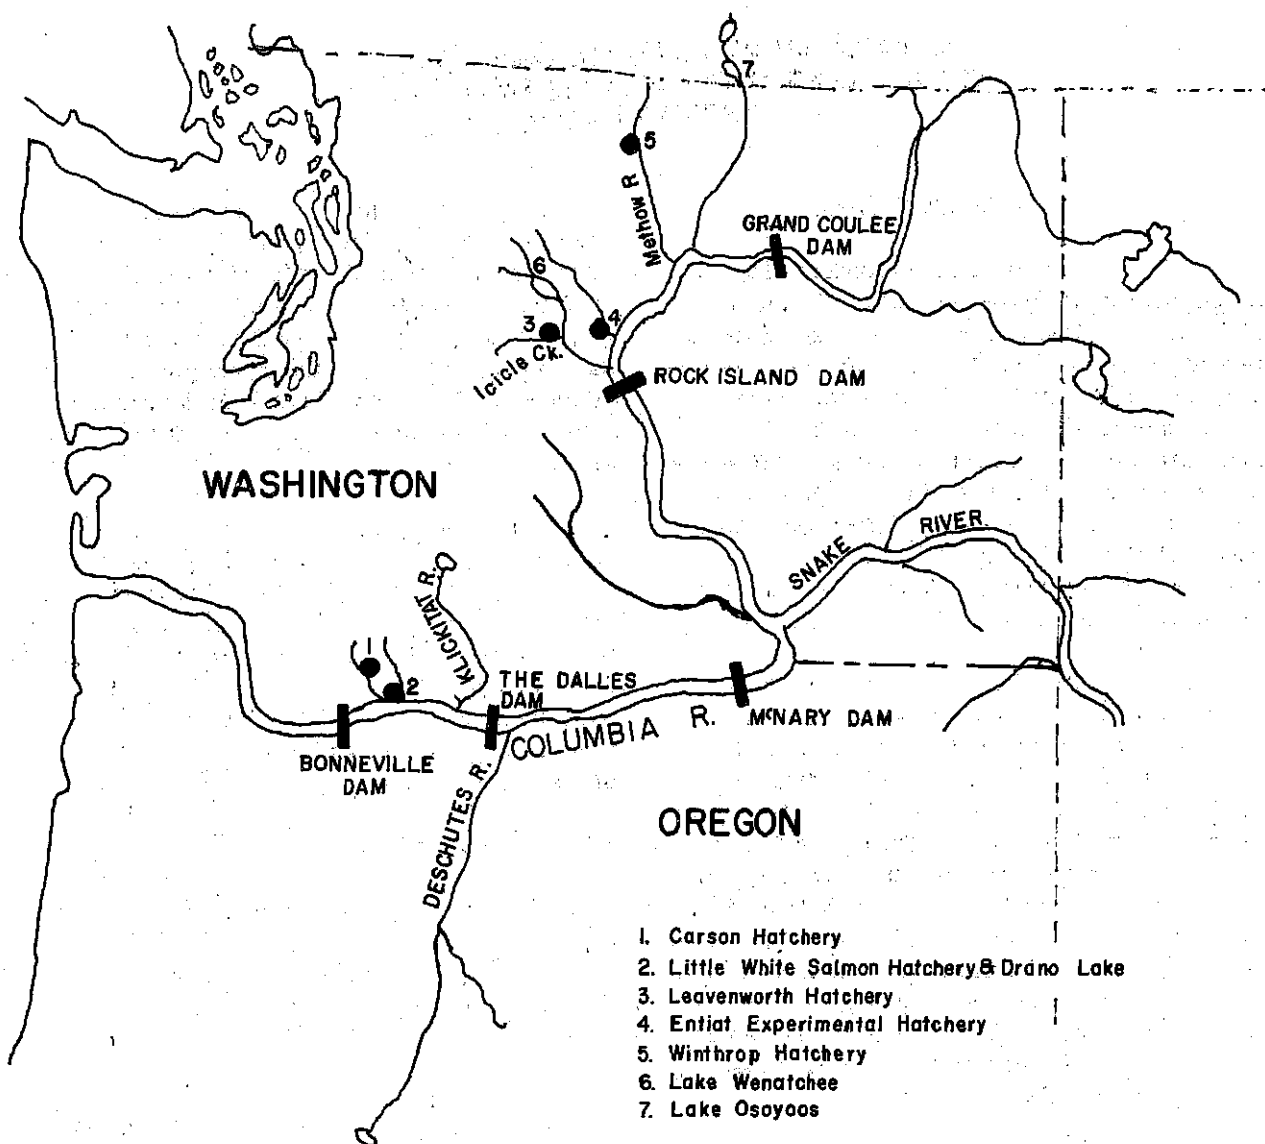 7
5
Methow R
GRAND COULEE
DAM
6
3
4
Icicle Ck.
ROCK ISLAND DAM
WASHINGTON
SNAKE RIVER
KLICKITAT R.
1
2
THE DALLES
DAM
COLUMBIA R.
McNARY DAM
BONNEVILLE
DAM
DESCHUTES R.
OREGON
1. Carson Hatchery
2. Little White Salmon Hatchery & Drano Lake
3. Leavenworth Hatchery
4. Entiat Experimental Hatchery
5. Winthrop Hatchery
6. Lake Wenatchee
7. Lake Osoyoos